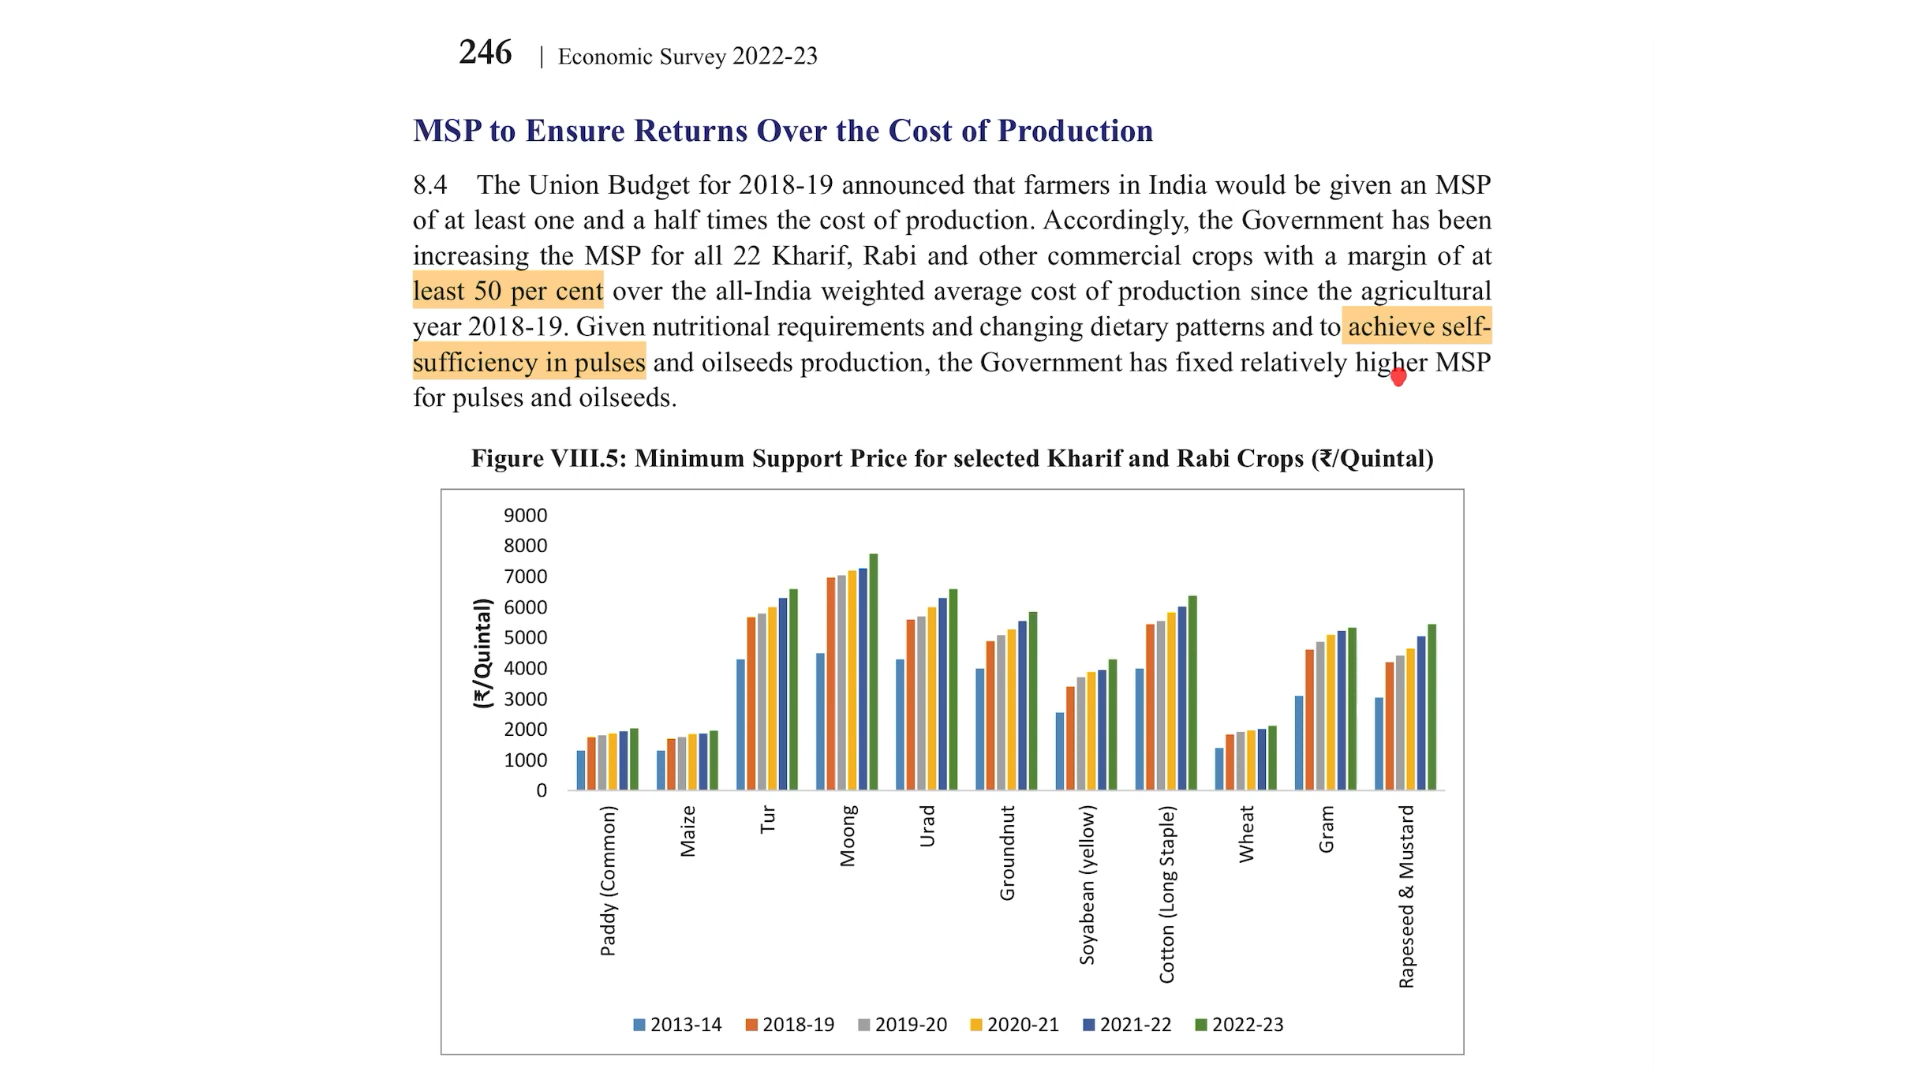 246 | Economic Survey 2022-23
MSP to Ensure Returns Over the Cost of Production
8.4 The Union Budget for 2018-19 announced that farmers in India would be given an MSP
of at least one and a half times the cost of production. Accordingly, the Government has been
increasing the MSP for all 22 Kharif, Rabi and other commercial crops with a margin of at
least 50 per cent over the all-India weighted average cost of production since the agricultural
year 2018-19. Given nutritional requirements and changing dietary patterns and to achieve self-
sufficiency in pulses and oilseeds production, the Government has fixed relatively higher MSP
for pulses and oilseeds.
Figure VIII.5: Minimum Support Price for selected Kharif and Rabi Crops (₹/Quintal)
(₹/Quintal)
9000
8000
7000
6000
5000
4000
3000
2000
1000
0
Paddy (Common)
Maize
Tur
Moong
Urad
Groundnut
Soyabean (yellow)
Cotton (Long Staple)
Wheat
Gram
Rapeseed & Mustard
2013-14 2018-19 2019-20 2020-21 2021-22 2022-23